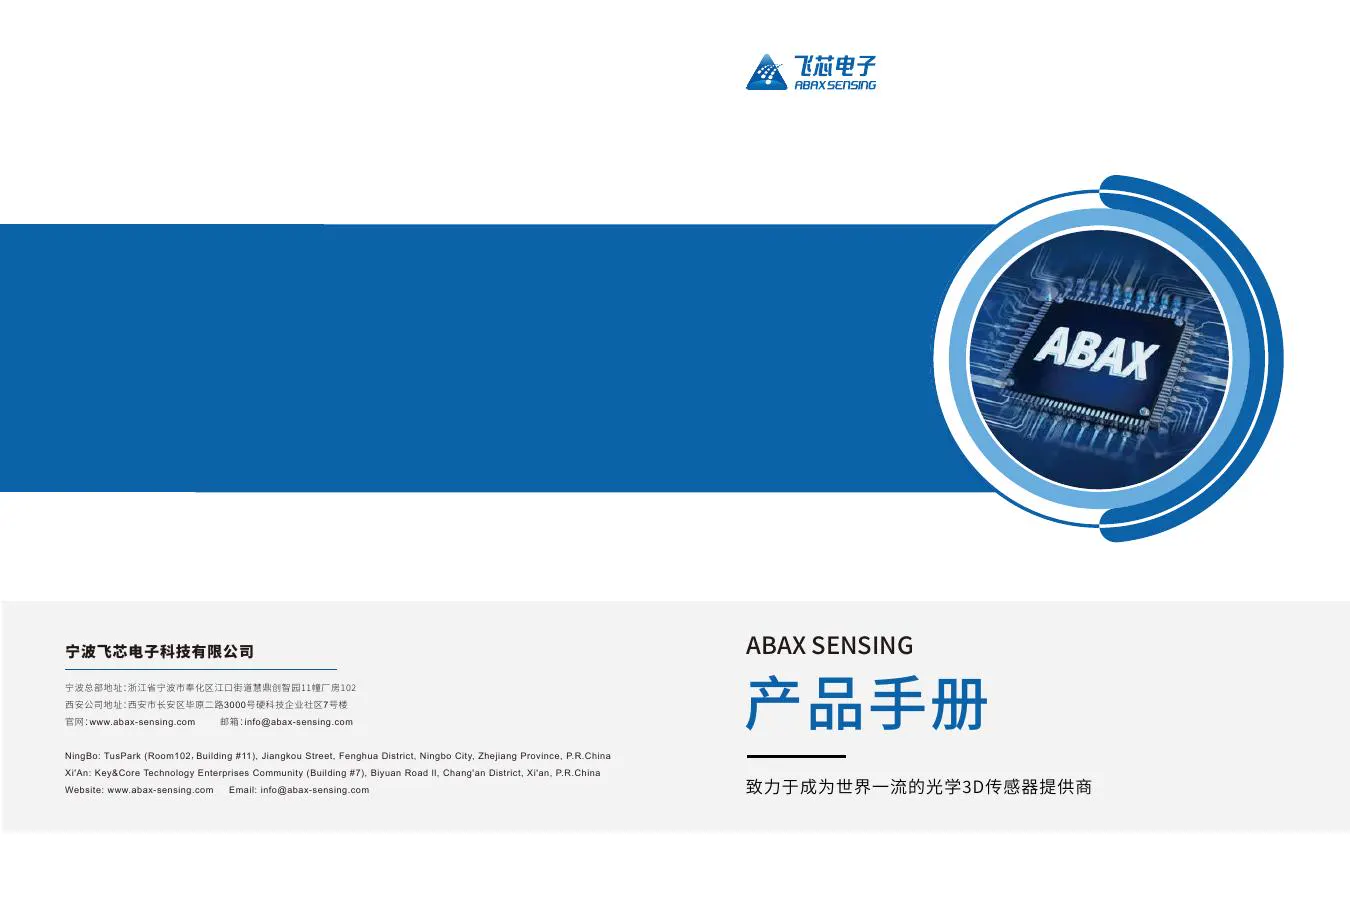 飞芯电子
ABAX SENSING
ABAX
宁波飞芯电子科技有限公司
宁波总部地址:浙江省宁波市奉化区江口街道慧鼎创智园11幢厂房102
西安公司地址:西安市长安区毕原二路3000号硬科技企业社区7号楼
官网:www.abax-sensing.com 邮箱:info@abax-sensing.com
NingBo: TusPark (Room102, Building #11), Jiangkou Street, Fenghua District, Ningbo City, Zhejiang Province, P.R.China
Xi'An: Key&Core Technology Enterprises Community (Building #7), Biyuan Road II, Chang'an District, Xi'an, P.R.China
Website: www.abax-sensing.com Email: info@abax-sensing.com
ABAX SENSING
产品手册
致力于成为世界一流的光学3D传感器提供商